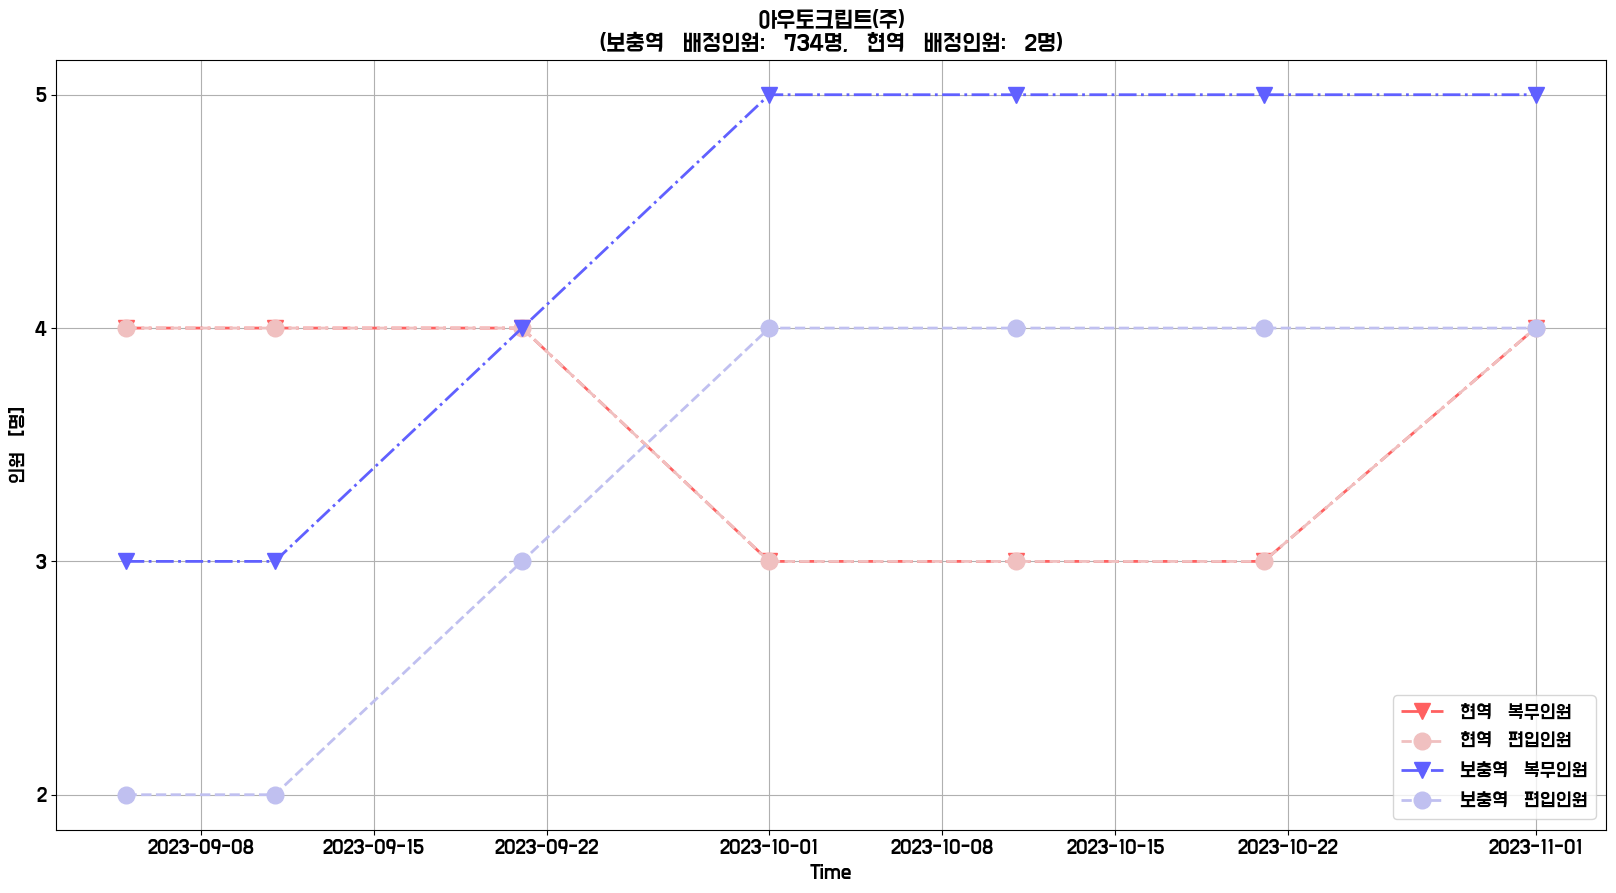 아우토크립트(주)
(보충역 배정인원: 734명, 현역 배정인원: 2명)
5
4
3
2
인원 [명]
2023-09-08 2023-09-15 2023-09-22 2023-10-01 2023-10-08 2023-10-15 2023-10-22 2023-11-01
Time
현역 복무인원
현역 편입인원
보충역 복무인원
보충역 편입인원